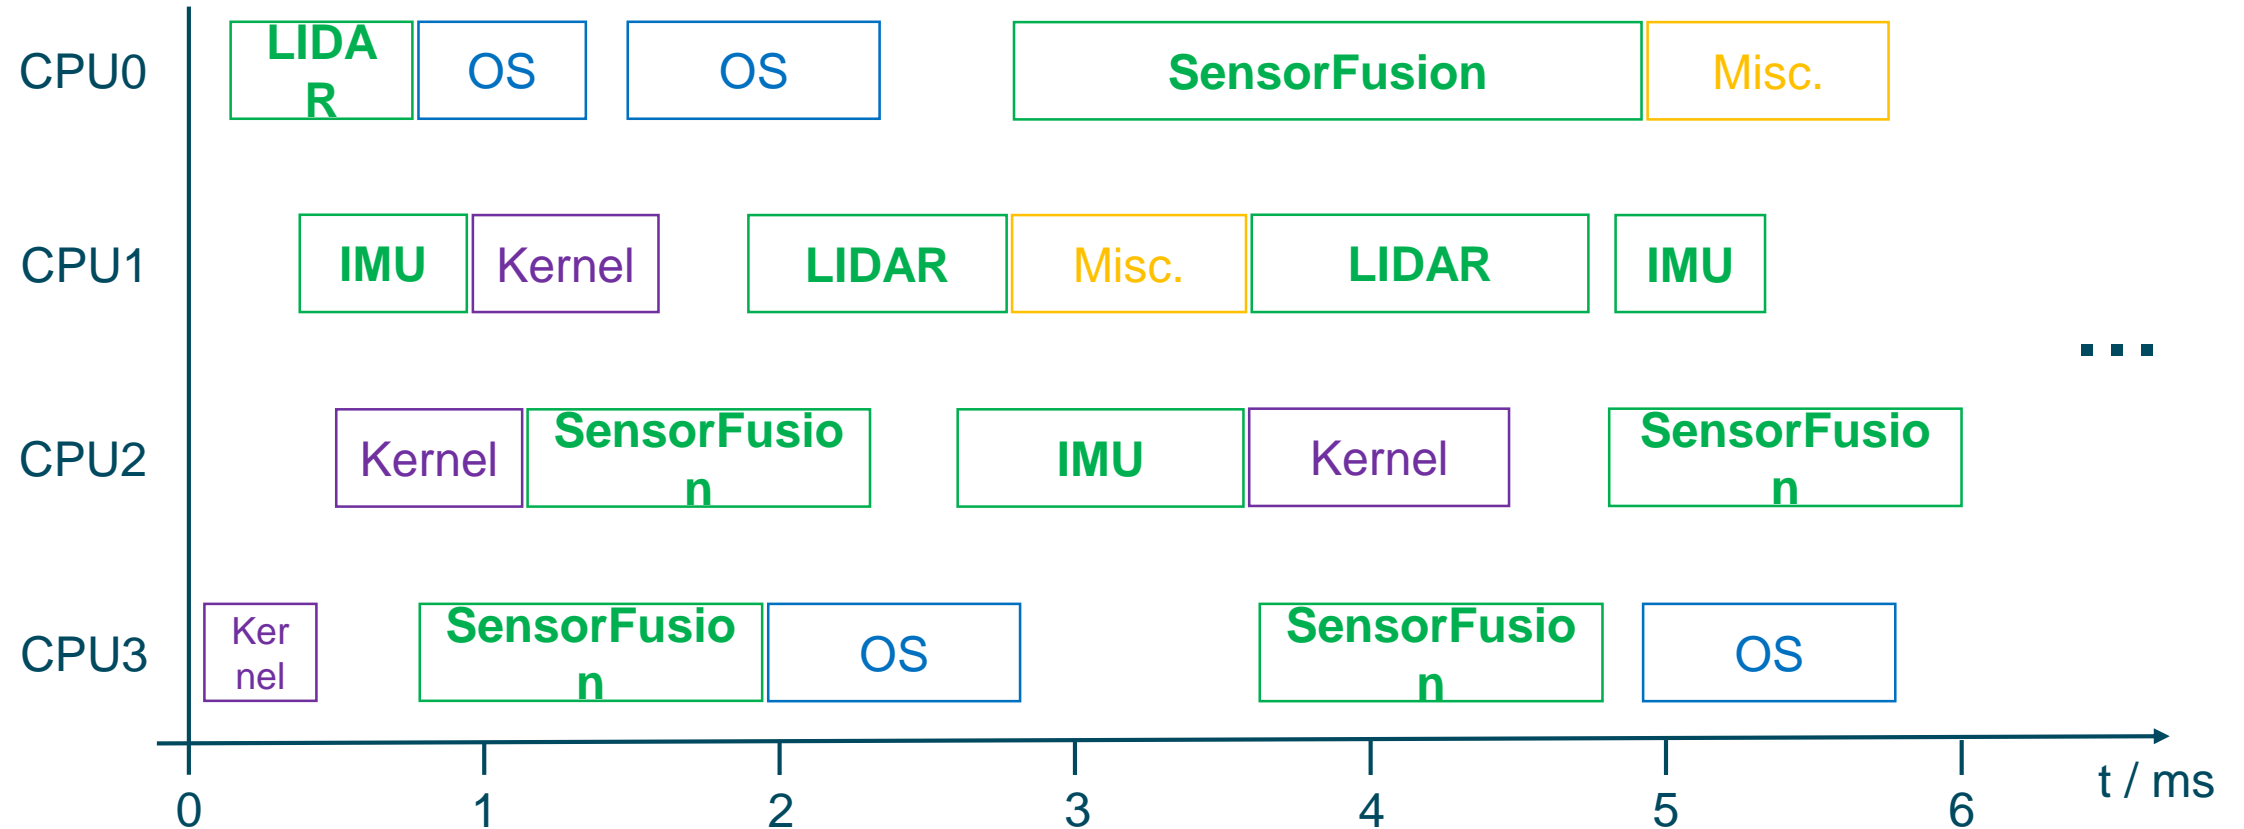 CPU0
LIDA
R
OS
OS
SensorFusion
Misc.
CPU1
IMU
Kernel
LIDAR
Misc.
LIDAR
IMU
...
CPU2
Kernel
SensorFusio
n
IMU
Kernel
SensorFusio
n
CPU3
Ker
nel
SensorFusio
n
OS
SensorFusio
n
OS
0
1
2
3
4
5
6
t / ms